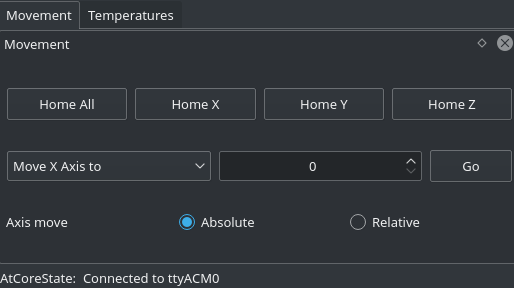 Movement Temperatures
Movement
Home All Home X Home Y Home Z
Move X Axis to 0 Go
Axis move Absolute Relative
AtCoreState: Connected to ttyACM0